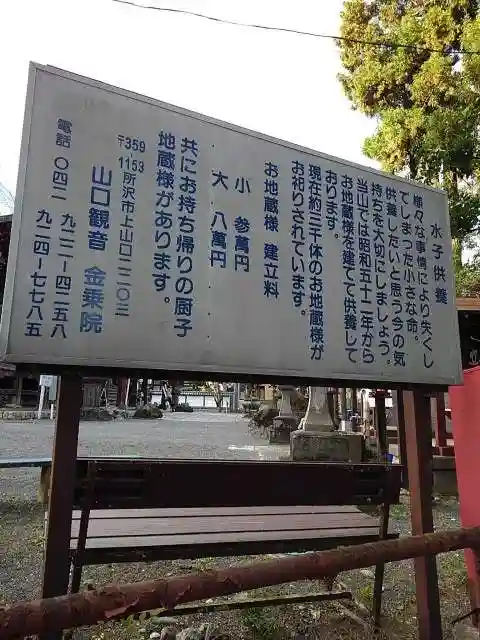 水子供養
様々な事情により失くし
てしまった小さな命。
供養したいと思う今の気
持ちを大切にしましょう。
当山では昭和五十二年から
お地蔵様を建てて供養して
おります。
現在約三千体のお地蔵様が
お祀りされています。
お地蔵様 建立料
小 参萬円
大 八萬円
共にお持ち帰りの厨子
地蔵様があります。
〒359-1153 所沢市上山口二二〇三
山口観音 金乗院
電話 〇四二 九二二ー四二五八
九二四ー七七八五